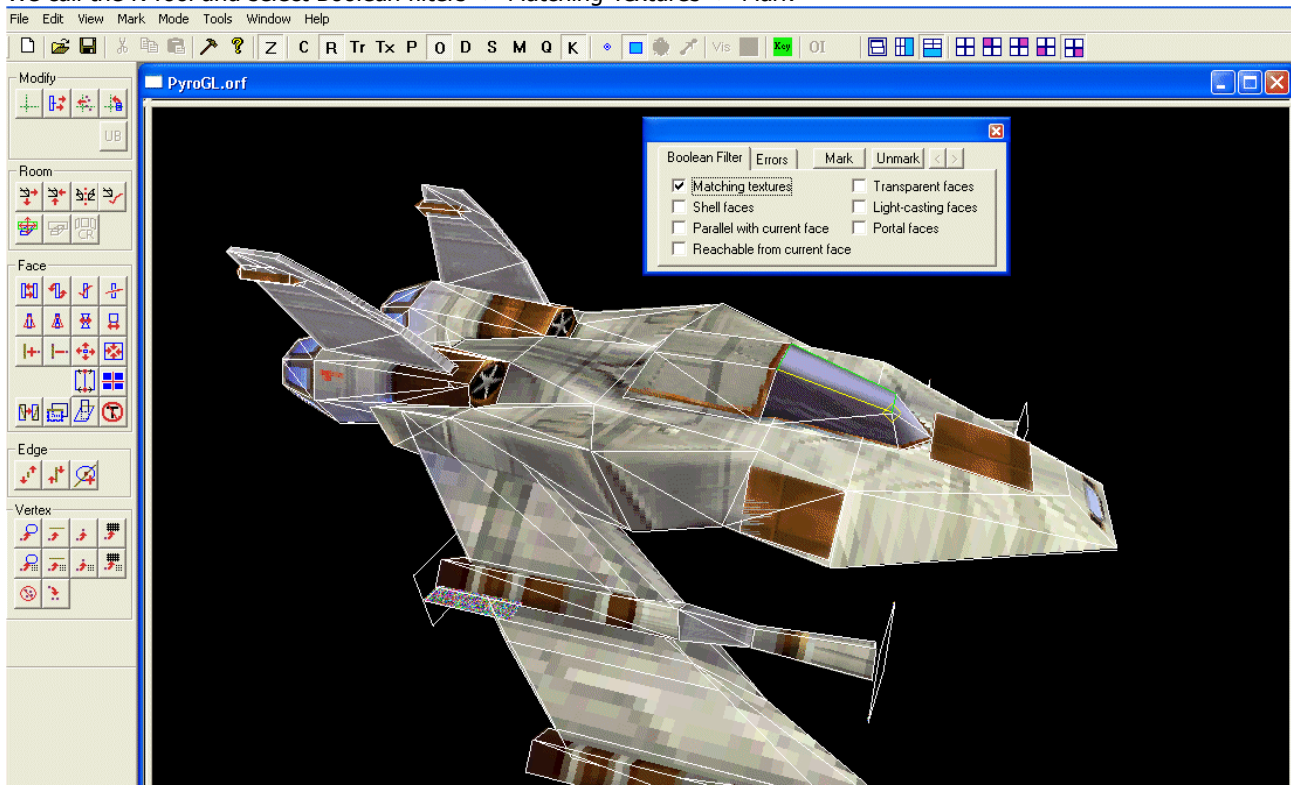 File Edit View Mark Mode Tools Window Help
Z C R Tr Tx P O D S M Q K Vis Key OI
Modify
PyroGL.orf
UB
Boolean Filter Errors Mark Unmark < >
Room
Matching textures Transparent faces
Shell faces Light-casting faces
Parallel with current face Portal faces
CR
Reachable from current face
Face
Edge
Vertex